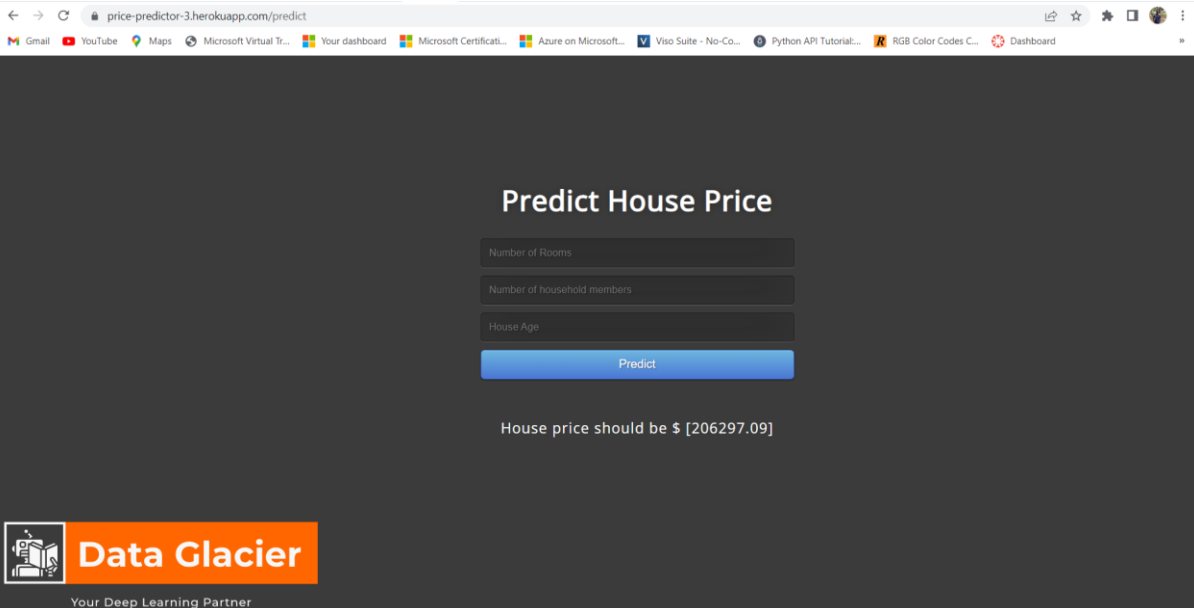 price-predictor-3.herokuapp.com/predict
Gmail YouTube Maps Microsoft Virtual Tr... Your dashboard Microsoft Certificati... Azure on Microsoft... Viso Suite - No-Co... Python API Tutorial:... RGB Color Codes C... Dashboard »
Predict House Price
Number of Rooms
Number of household members
House Age
Predict
House price should be $ [206297.09]
Data Glacier
Your Deep Learning Partner